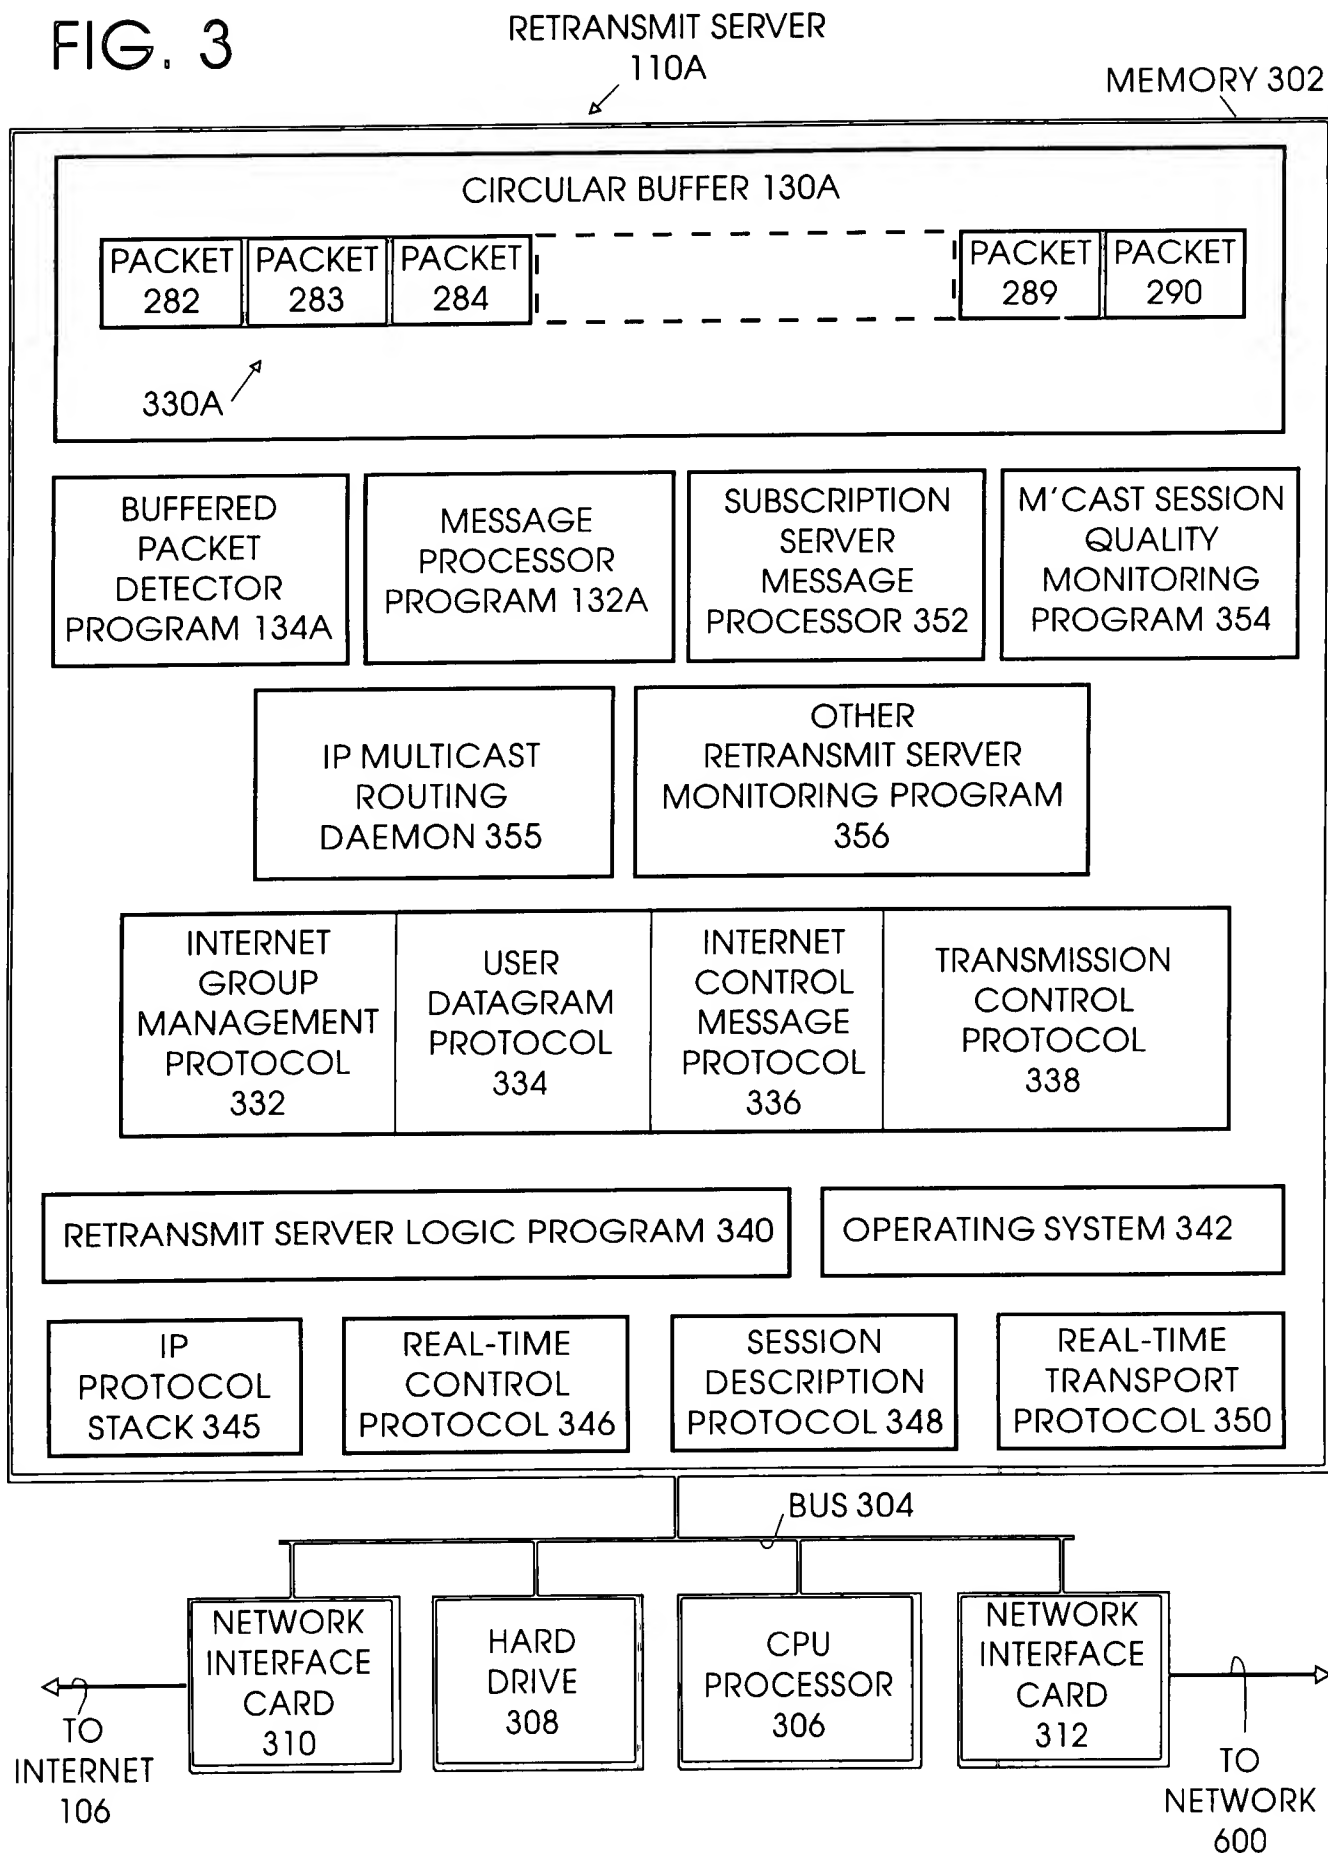 FIG. 3
RETRANSMIT SERVER
110A
MEMORY 302
CIRCULAR BUFFER 130A
PACKET
282
PACKET
283
PACKET
284
PACKET
289
PACKET
290
330A
BUFFERED
PACKET
DETECTOR
PROGRAM 134A
MESSAGE
PROCESSOR
PROGRAM 132A
SUBSCRIPTION
SERVER
MESSAGE
PROCESSOR 352
M'CAST SESSION
QUALITY
MONITORING
PROGRAM 354
IP MULTICAST
ROUTING
DAEMON 355
OTHER
RETRANSMIT SERVER
MONITORING PROGRAM
356
INTERNET
GROUP
MANAGEMENT
PROTOCOL
332
USER
DATAGRAM
PROTOCOL
334
INTERNET
CONTROL
MESSAGE
PROTOCOL
336
TRANSMISSION
CONTROL
PROTOCOL
338
RETRANSMIT SERVER LOGIC PROGRAM 340
OPERATING SYSTEM 342
IP
PROTOCOL
STACK 345
REAL-TIME
CONTROL
PROTOCOL 346
SESSION
DESCRIPTION
PROTOCOL 348
REAL-TIME
TRANSPORT
PROTOCOL 350
BUS 304
NETWORK
INTERFACE
CARD
310
HARD
DRIVE
308
CPU
PROCESSOR
306
NETWORK
INTERFACE
CARD
312
TO
INTERNET
106
TO
NETWORK
600